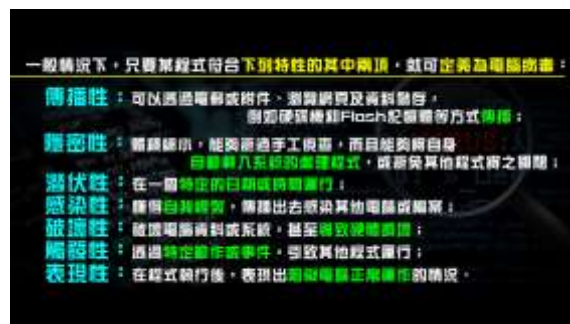 一般情況下，只要某程式符合下列特性的其中兩項，就可定義為電腦病毒：
傳播性：可以透過電郵或附件、瀏覽網頁及資料儲存，
例如硬碟機和Flash記憶體等方式傳播；
隱密性：體積細小，能夠逃過手工偵查，而且能夠將自身
自動載入系統的處理程式，或避免其他程式將之關閉；
潛伏性：在一個特定的日期或時間運行；
感染性：懂得自我複製，傳播出去感染其他電腦或檔案；
破壞性：破壞電腦資料或系統，甚至導致硬體損壞；
觸發性：透過特定動作或事件，引致其他程式運行；
表現性：在程式執行後，表現出電腦正常運作的情況。